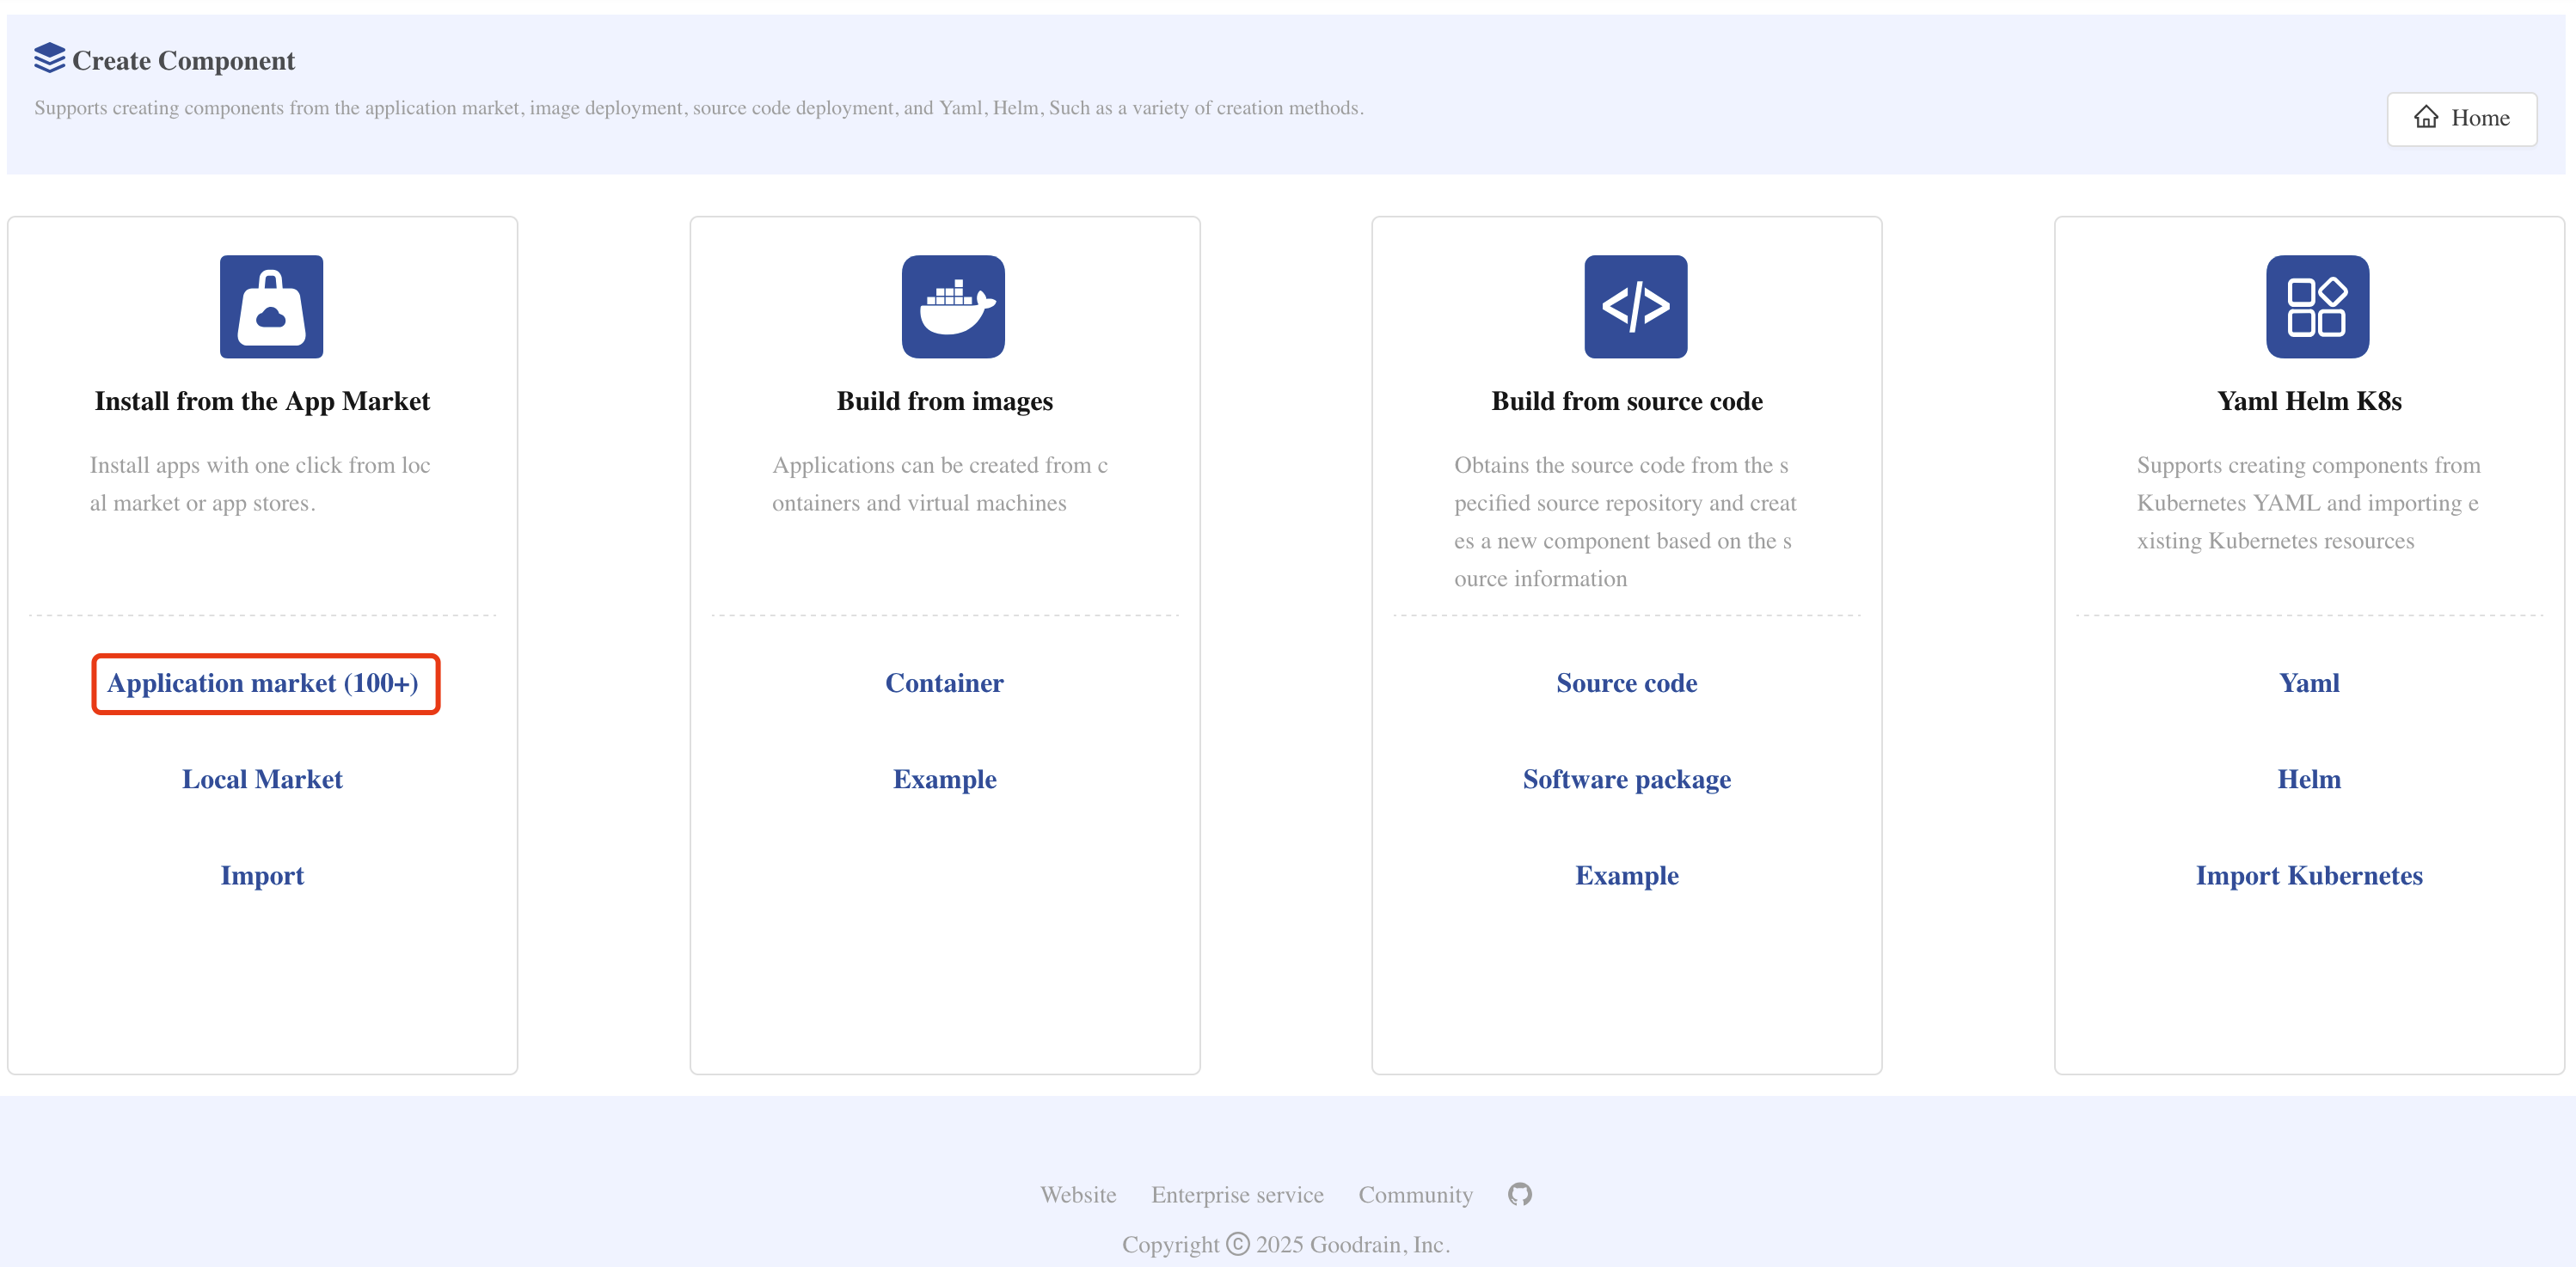 Create Component
Supports creating components from the application market, image deployment, source code deployment, and Yaml, Helm, Such as a variety of creation methods.
Home
Install from the App Market
Install apps with one click from loc
al market or app stores.
Application market (100+)
Local Market
Import
Build from images
Applications can be created from c
ontainers and virtual machines
Container
Example
Build from source code
Obtains the source code from the s
pecified source repository and creat
es a new component based on the s
ource information
Source code
Software package
Example
Yaml Helm K8s
Supports creating components from
Kubernetes YAML and importing e
xisting Kubernetes resources
Yaml
Helm
Import Kubernetes
Website Enterprise service Community
Copyright © 2025 Goodrain, Inc.